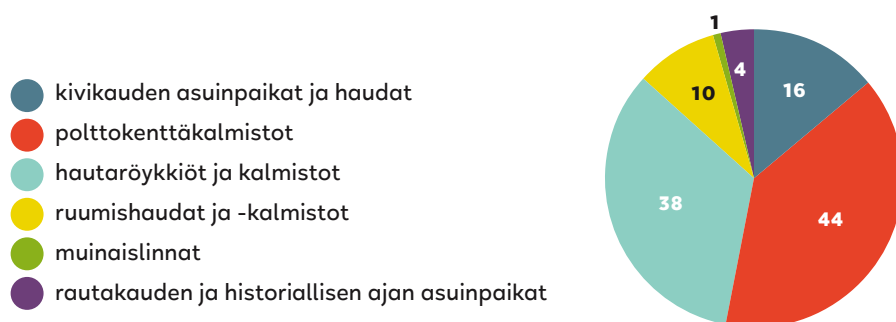 kivikauden asuinpaikat ja haudat
polttokenttäkalmistot
hautaröykkiöt ja kalmistot
ruumishaudat ja -kalmistot
muinaislinnat
rautakauden ja historiallisen ajan asuinpaikat
1
4
16
10
38
44